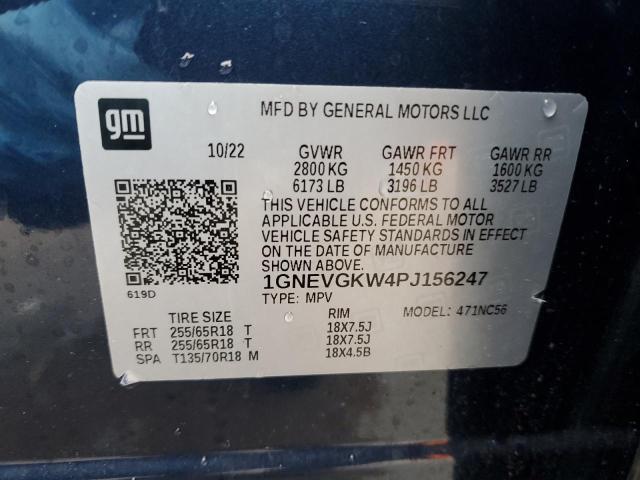 gm
MFD BY GENERAL MOTORS LLC
10/22 GVWR GAWR FRT GAWR RR
2800 KG 1450 KG 1600 KG
6173 LB 3196 LB 3527 LB
THIS VEHICLE CONFORMS TO ALL
APPLICABLE U.S. FEDERAL MOTOR
VEHICLE SAFETY STANDARDS IN EFFECT
ON THE DATE OF MANUFACTURE
SHOWN ABOVE.
1GNEVGKW4PJ156247
619D
TYPE: MPV MODEL: 471NC56
TIRE SIZE RIM
FRT 255/65R18 T 18X7.5J
RR 255/65R18 T 18X7.5J
SPA T135/70R18 M 18X4.5B